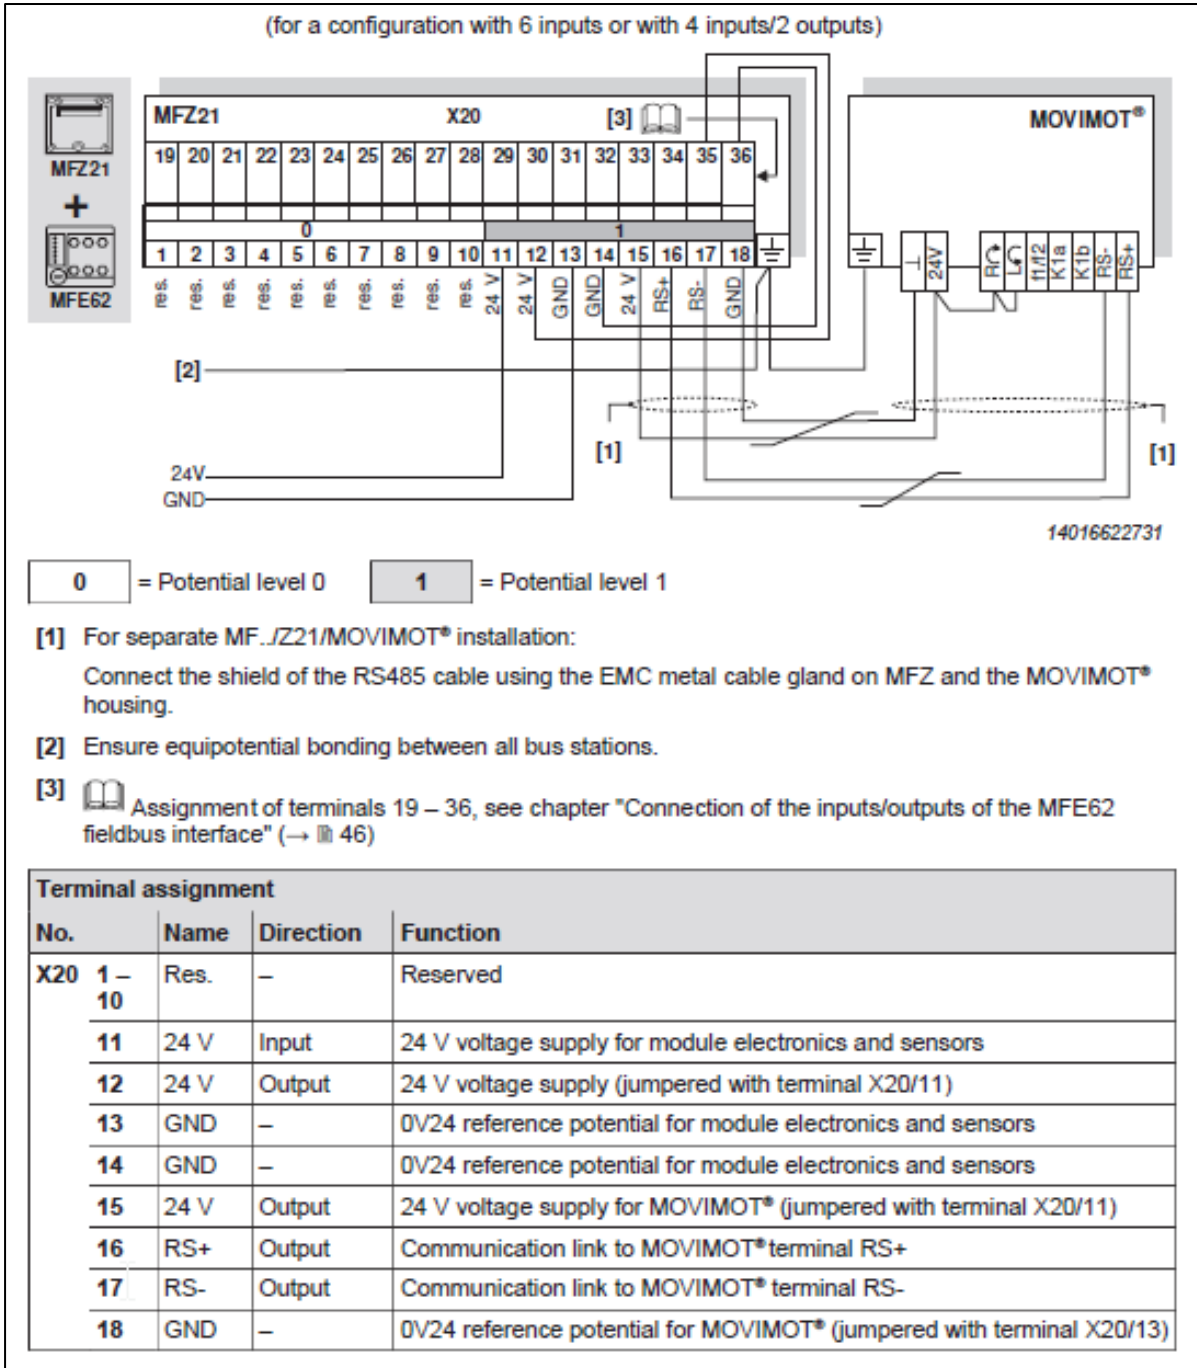 (for a configuration with 6 inputs or with 4 inputs/2 outputs)
MFZ21
+
MFE62
MFZ21 X20 [3]
19 20 21 22 23 24 25 26 27 28 29 30 31 32 33 34 35 36
0 1
1 2 3 4 5 6 7 8 9 10 11 12 13 14 15 16 17 18
res. res. res. res. res. res. res. res. res. res. 24 V 24 V GND GND 24 V RS+ RS- GND
MOVIMOT®
24V R L f1/f2 K1a K1b RS- RS+
[2]
[1] [1]
24V
GND
14016622731
0 = Potential level 0 1 = Potential level 1
[1] For separate MF../Z21/MOVIMOT® installation:
Connect the shield of the RS485 cable using the EMC metal cable gland on MFZ and the MOVIMOT®
housing.
[2] Ensure equipotential bonding between all bus stations.
[3] Assignment of terminals 19 – 36, see chapter "Connection of the inputs/outputs of the MFE62
fieldbus interface" (→ 46)
Terminal assignment
No. Name Direction Function
X20 1 – 10 Res. – Reserved
11 24 V Input 24 V voltage supply for module electronics and sensors
12 24 V Output 24 V voltage supply (jumpered with terminal X20/11)
13 GND – 0V24 reference potential for module electronics and sensors
14 GND – 0V24 reference potential for module electronics and sensors
15 24 V Output 24 V voltage supply for MOVIMOT® (jumpered with terminal X20/11)
16 RS+ Output Communication link to MOVIMOT® terminal RS+
17 RS- Output Communication link to MOVIMOT® terminal RS-
18 GND – 0V24 reference potential for MOVIMOT® (jumpered with terminal X20/13)